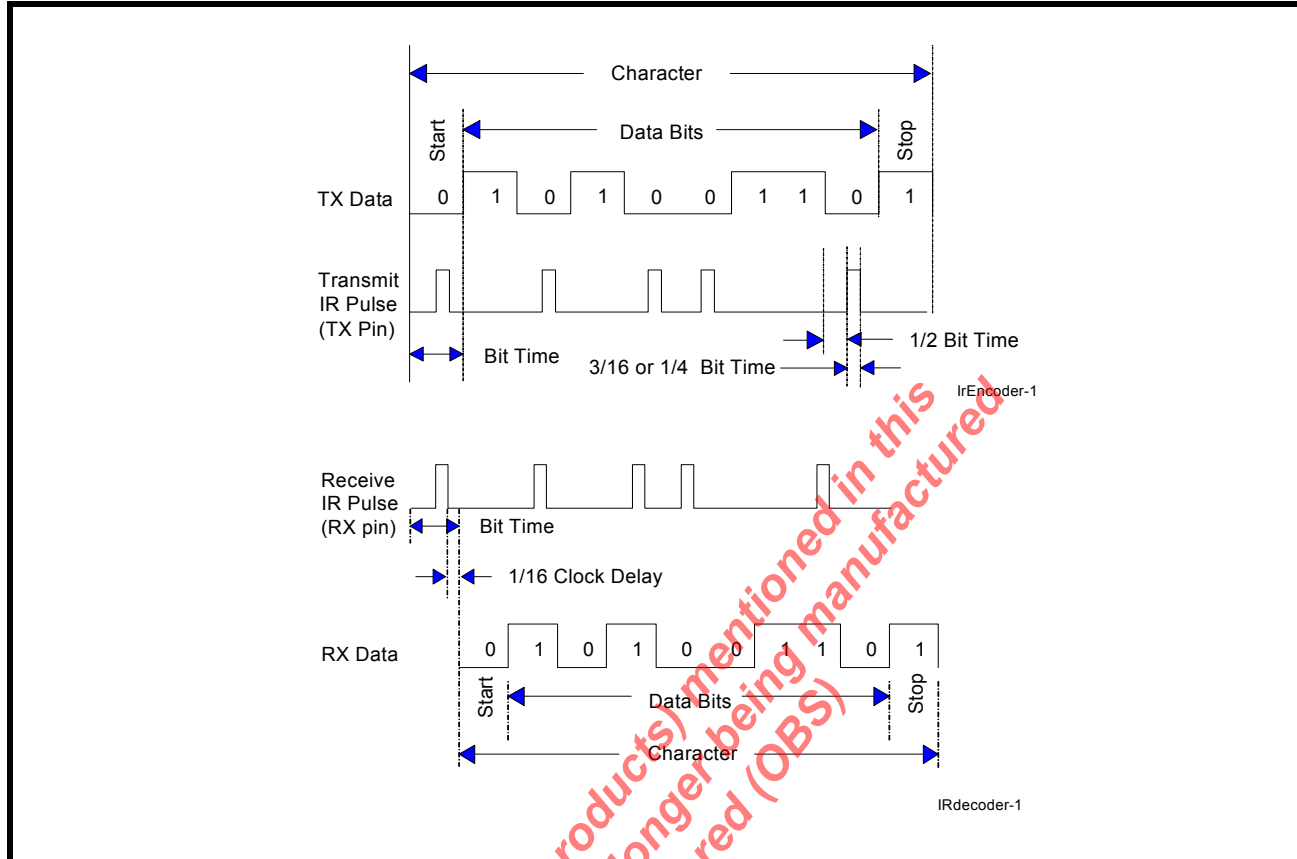 Character
Start
Data Bits
Stop
TX Data
0 1 0 1 0 0 1 1 0 1
Transmit
IR Pulse
(TX Pin)
Bit Time
1/2 Bit Time
3/16 or 1/4 Bit Time
IrEncoder-1
Receive
IR Pulse
(RX pin)
Bit Time
1/16 Clock Delay
RX Data
0 1 0 1 0 0 1 1 0 1
Start
Data Bits
Stop
Character
IRdecoder-1
roducts) mentioned in this
longer being manufactured
red (OBS)